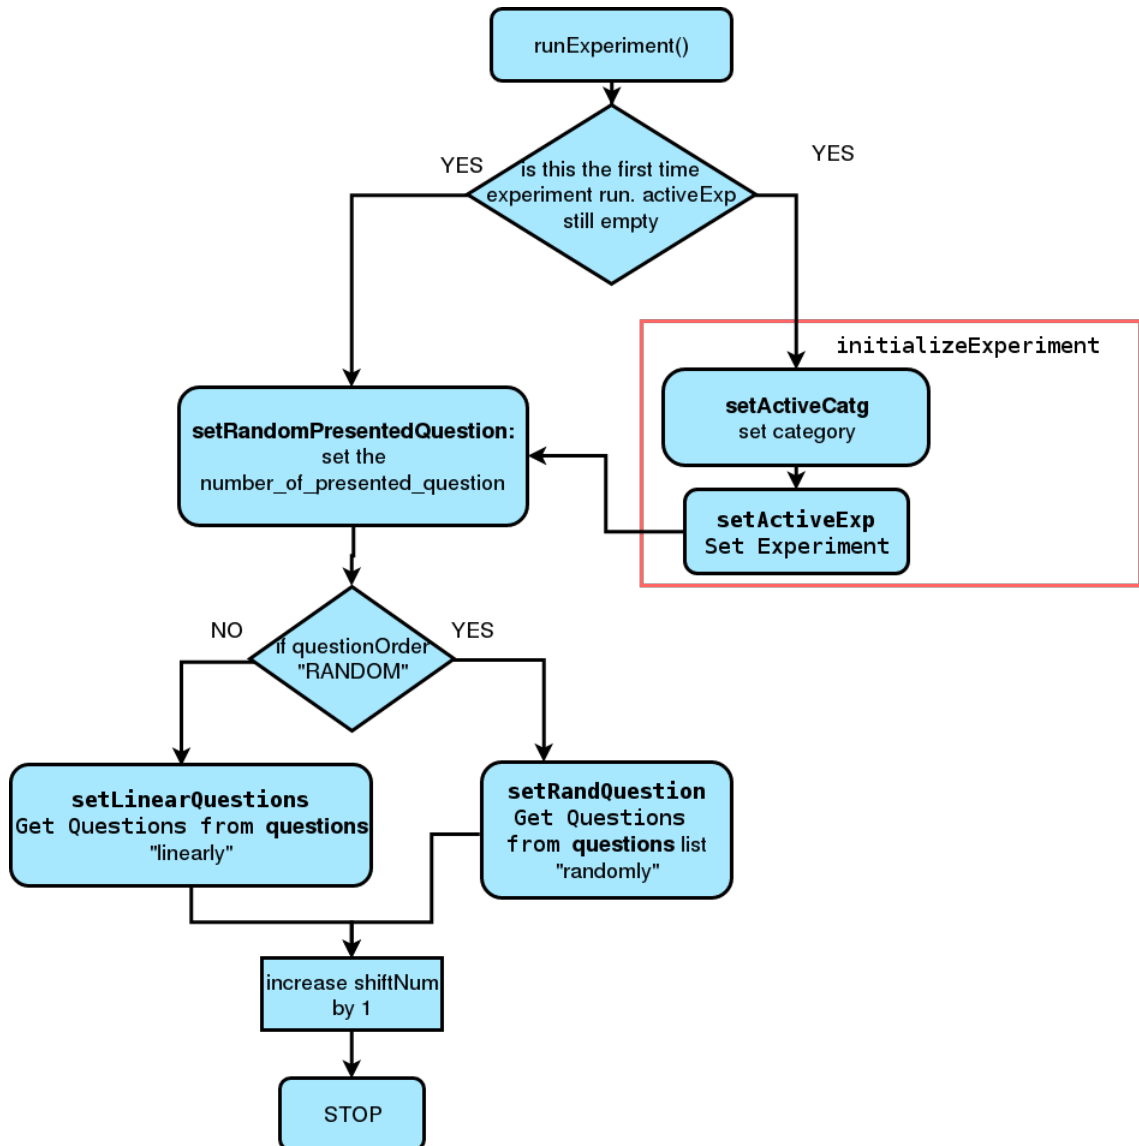 runExperiment()
YES
YES
is this the first time
experiment run. activeExp
still empty
initializeExperiment
setActiveCatg
set category
setRandomPresentedQuestion:
set the
number_of_presented_question
setActiveExp
Set Experiment
NO
YES
if questionOrder
"RANDOM"
setLinearQuestions
Get Questions from questions
"linearly"
setRandQuestion
Get Questions
from questions list
"randomly"
increase shiftNum
by 1
STOP